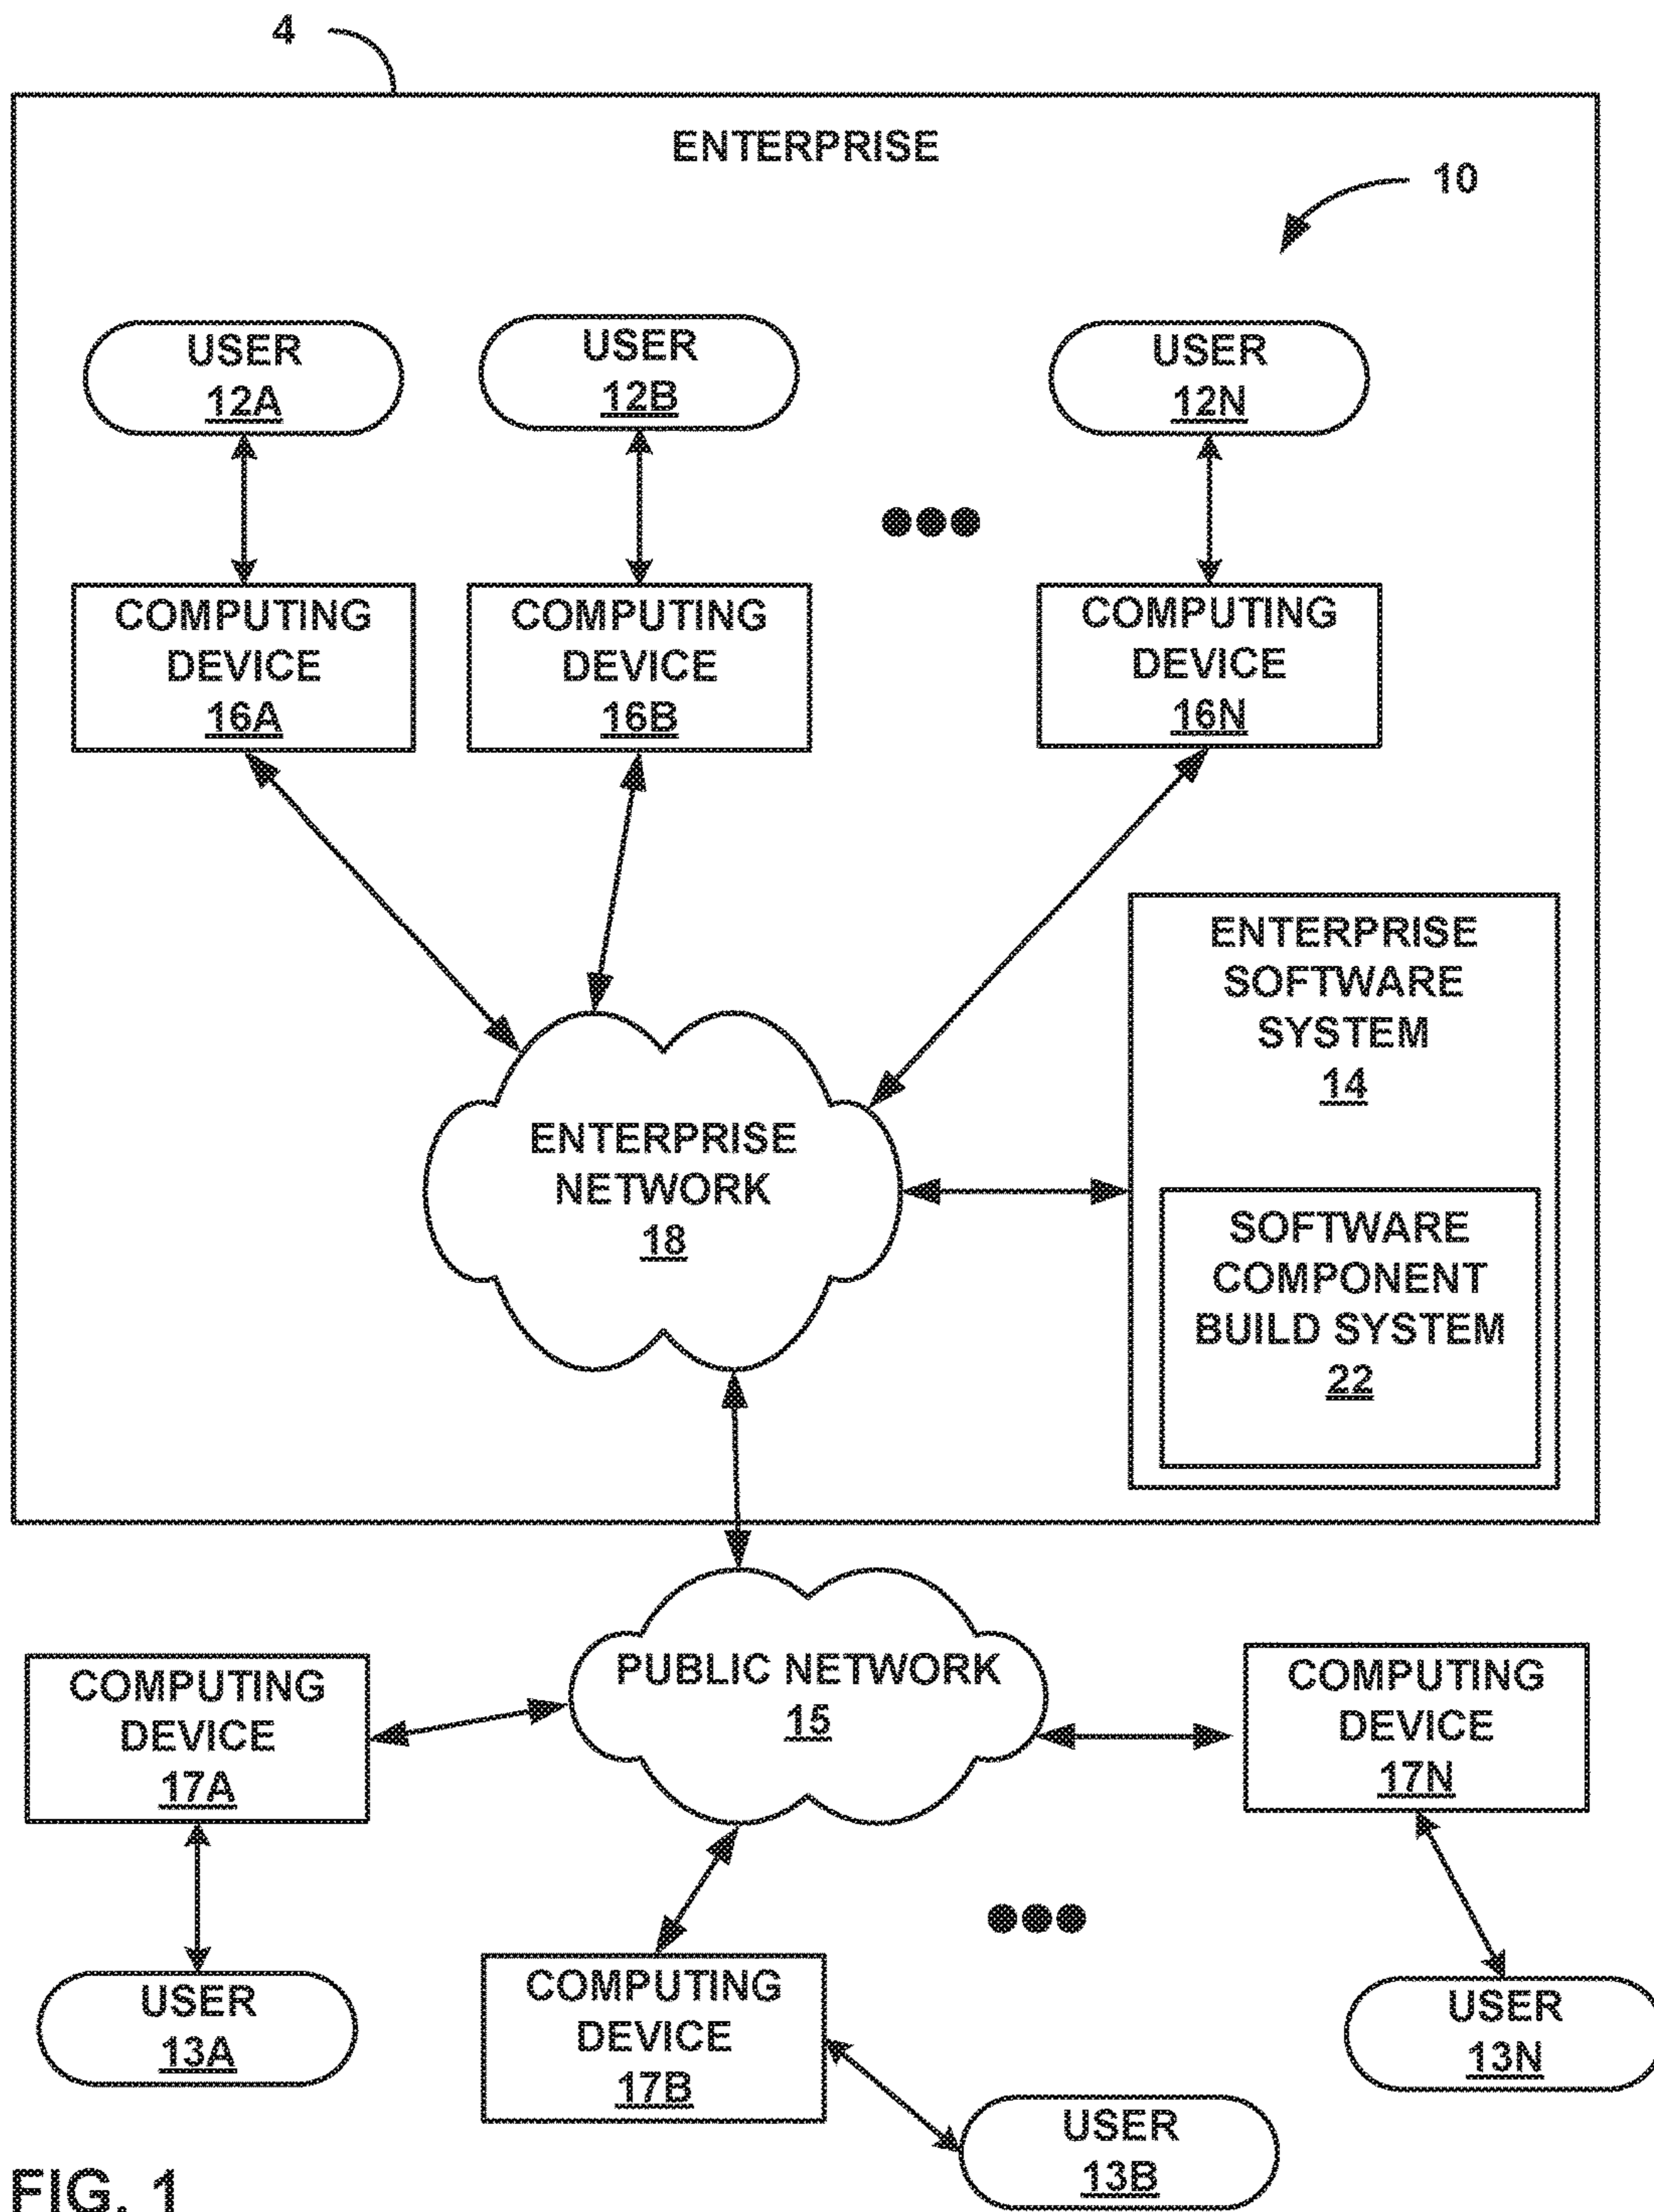 4
ENTERPRISE
10
USER
12A
USER
12B
USER
12N
COMPUTING
DEVICE
16A
COMPUTING
DEVICE
16B
COMPUTING
DEVICE
16N
ENTERPRISE
SOFTWARE
SYSTEM
14
ENTERPRISE
NETWORK
18
SOFTWARE
COMPONENT
BUILD SYSTEM
22
PUBLIC NETWORK
15
COMPUTING
DEVICE
17A
COMPUTING
DEVICE
17N
USER
13A
COMPUTING
DEVICE
17B
USER
13N
USER
13B
FIG. 1